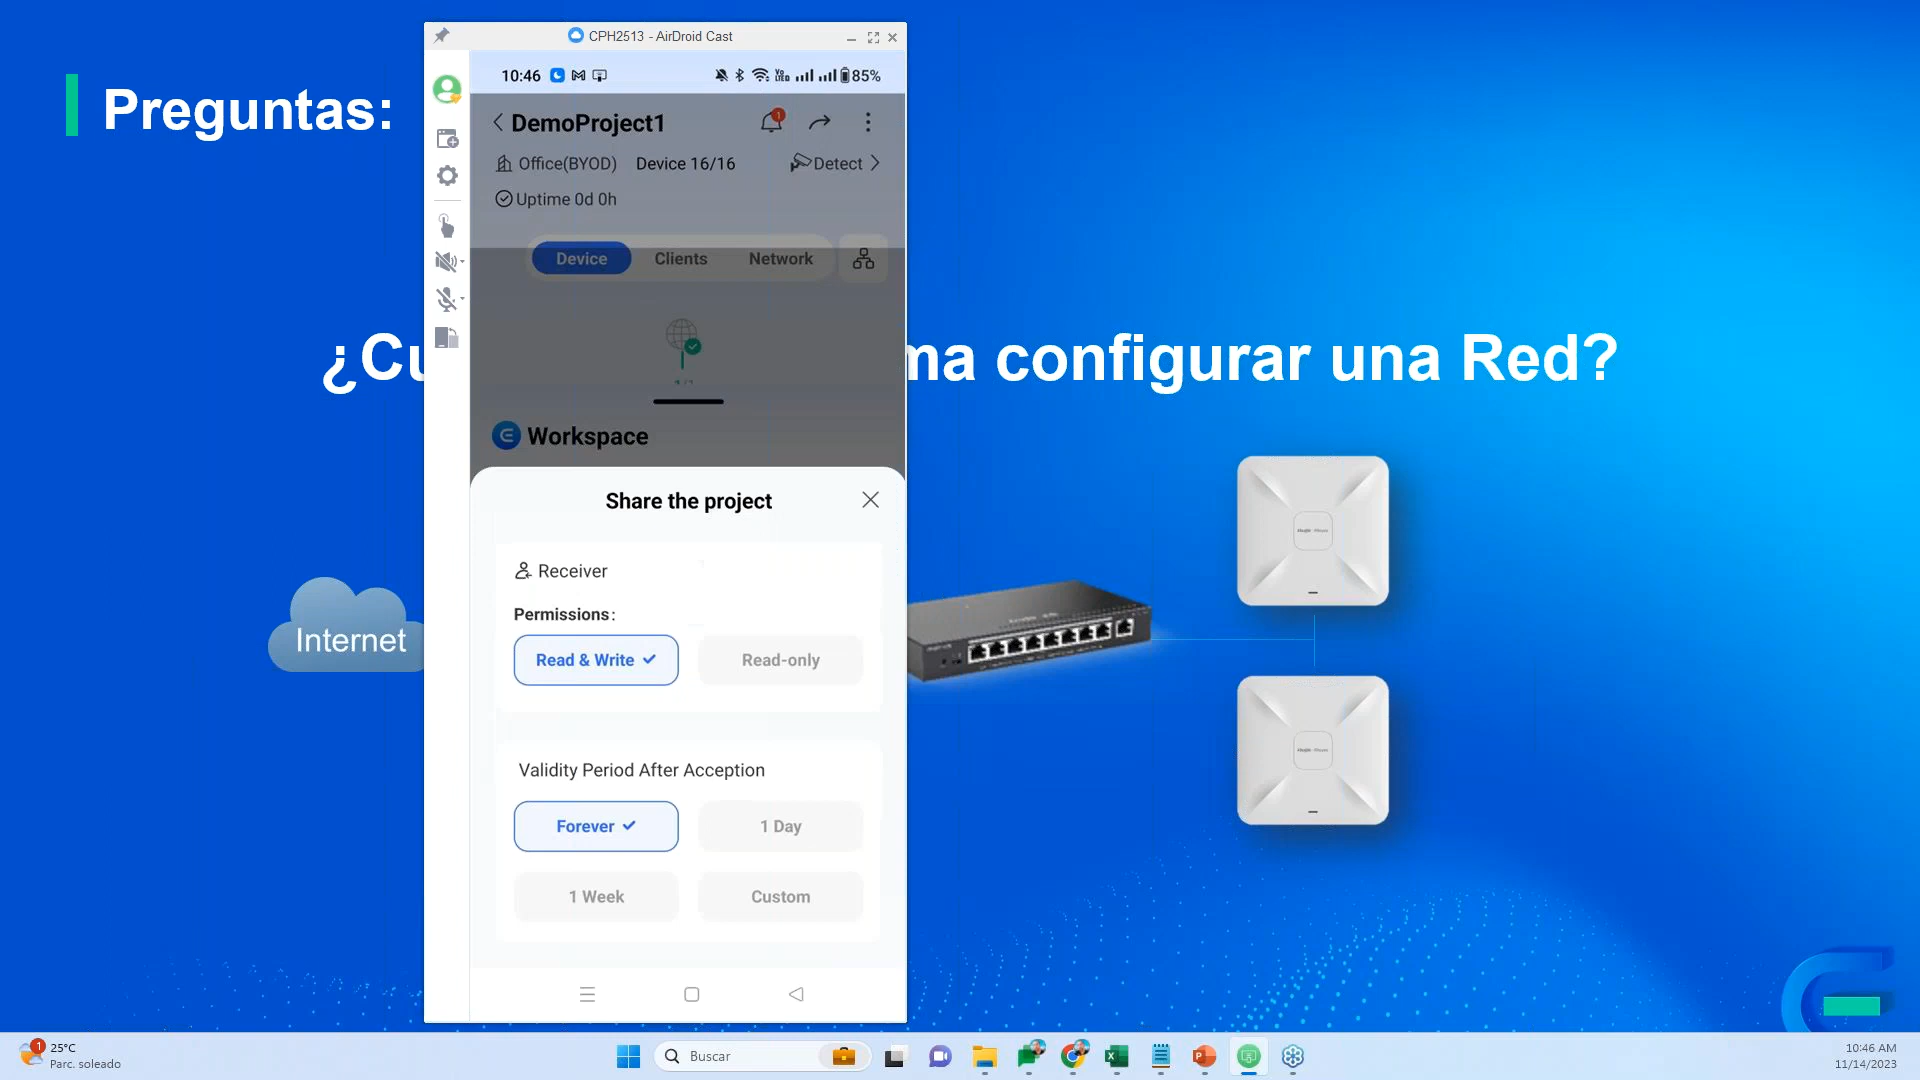 CPH2513 - AirDroid Cast
Preguntas:
10:46
85%
DemoProject1
1
Office(BYOD) Device 16/16 Detect
Uptime 0d 0h
Device Clients Network
¿Cu ma configurar una Red?
Workspace
Share the project
Receiver
Permissions:
Read & Write Read-only
Internet
Validity Period After Acception
Forever 1 Day
1 Week Custom
1
25°C
Parc. soleado
Buscar
10:46 AM
11/14/2023